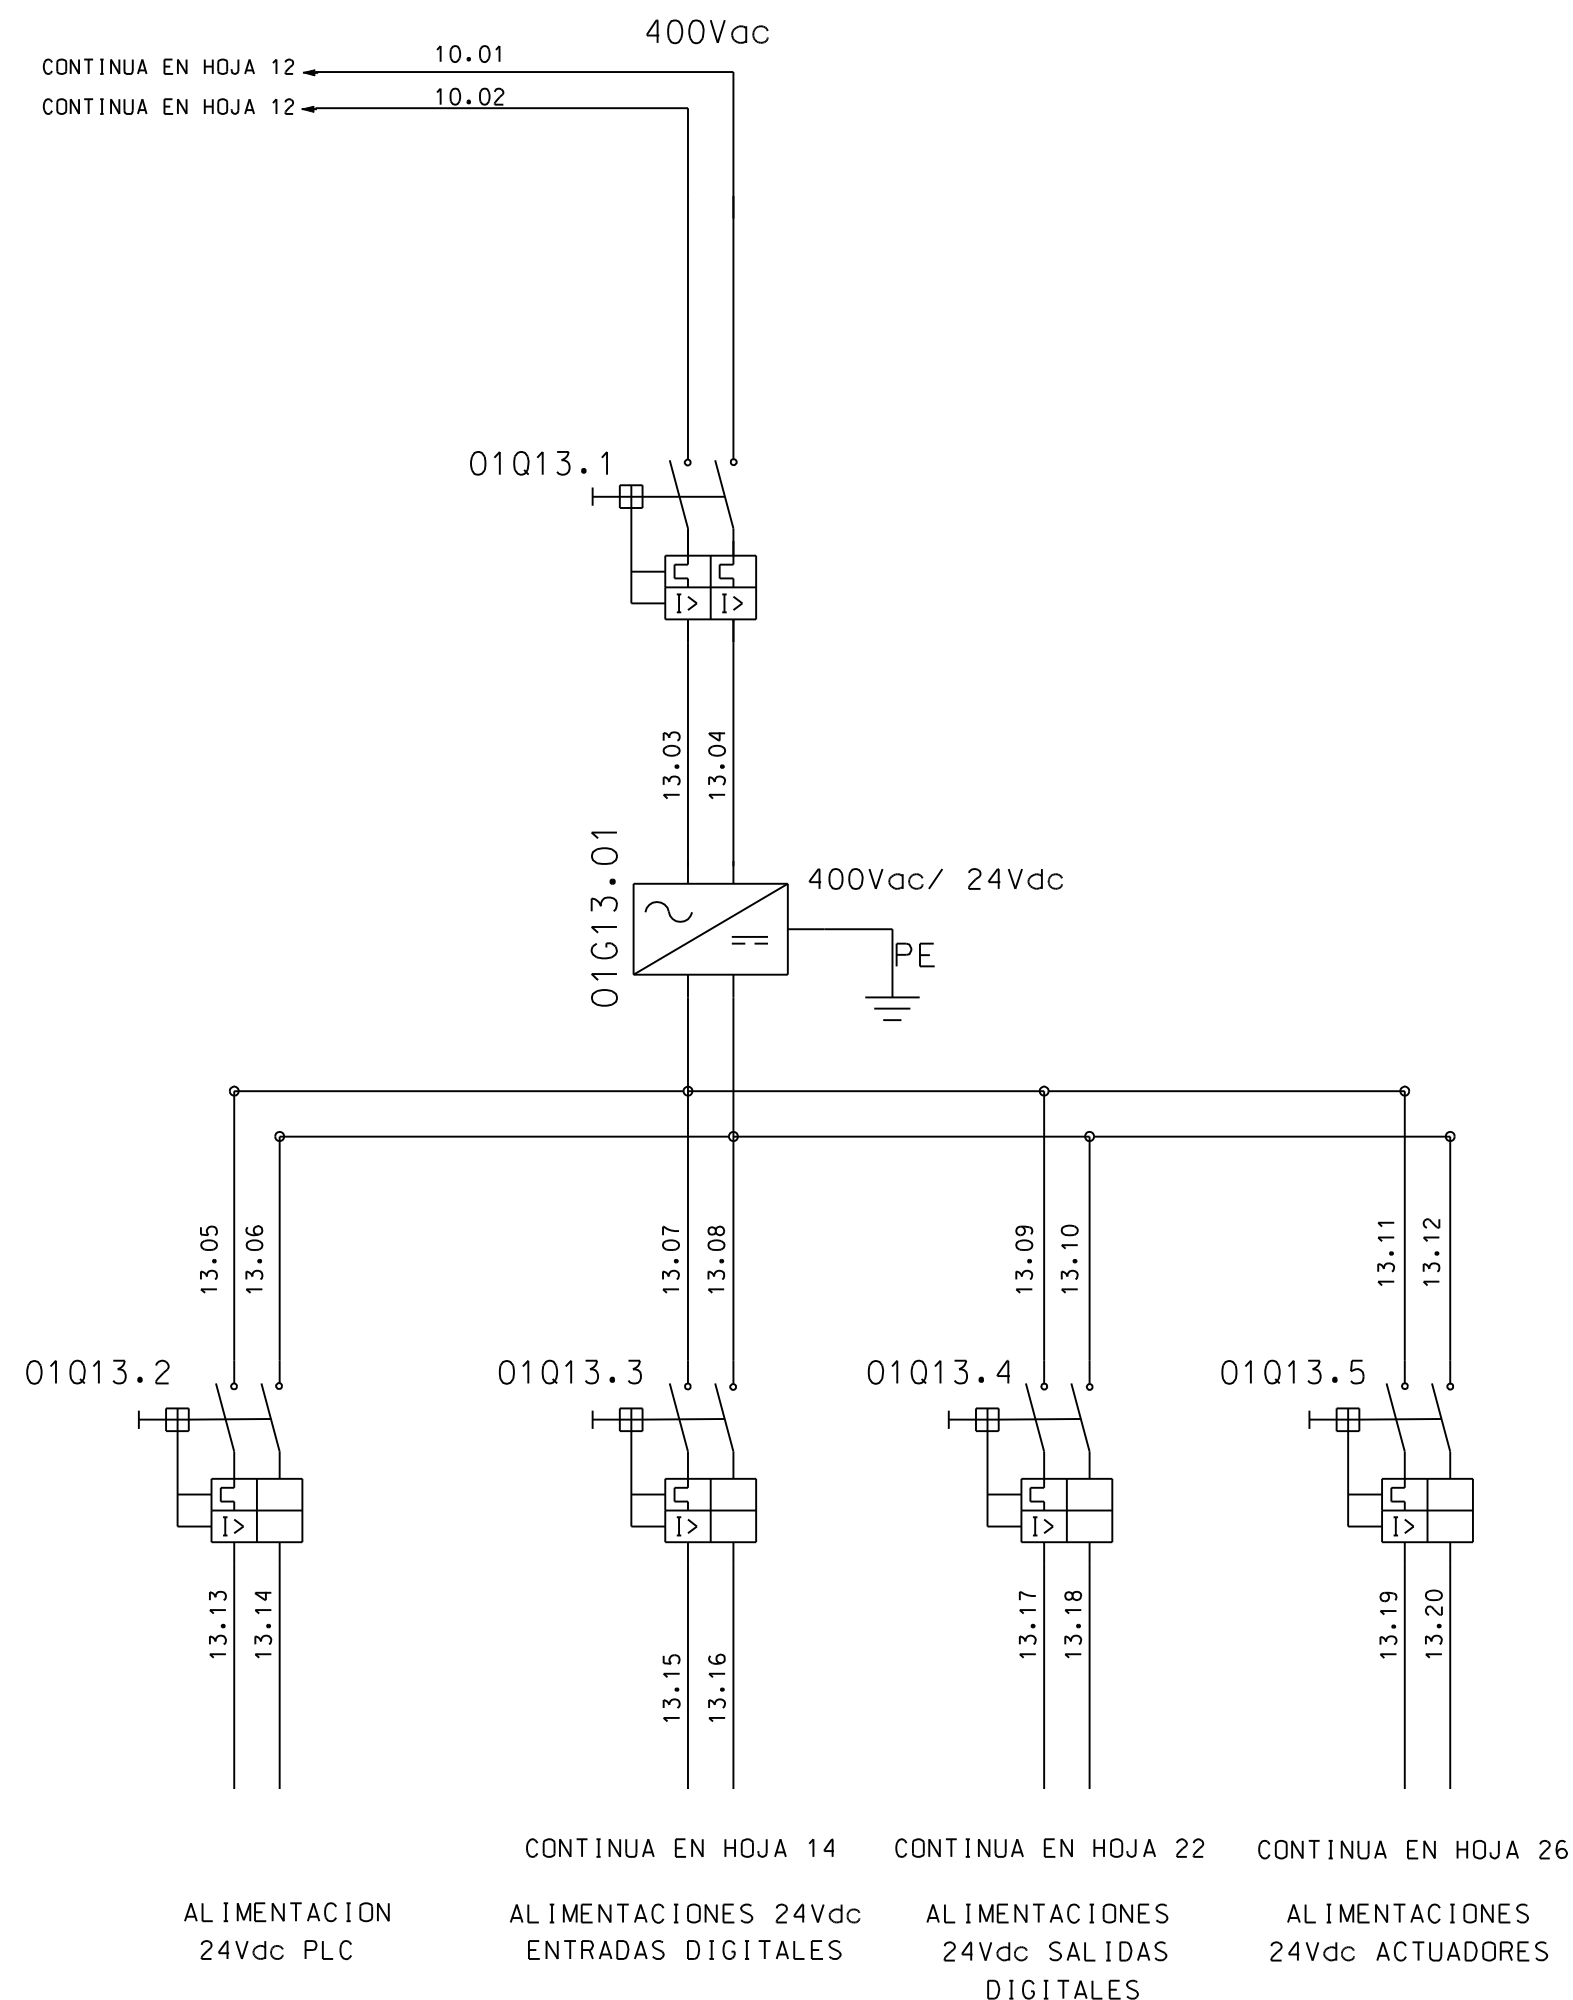 400Vac
CONTINUA EN HOJA 12
10.01
CONTINUA EN HOJA 12
10.02
01Q13.1
I> I>
13.03
13.04
01G13.01
400Vac/ 24Vdc
PE
13.05
13.06
13.07
13.08
13.09
13.10
13.11
13.12
01Q13.2
01Q13.3
01Q13.4
01Q13.5
I>
I>
I>
I>
13.13
13.14
13.15
13.16
13.17
13.18
13.19
13.20
CONTINUA EN HOJA 14
CONTINUA EN HOJA 22
CONTINUA EN HOJA 26
ALIMENTACION
24Vdc PLC
ALIMENTACIONES 24Vdc
ENTRADAS DIGITALES
ALIMENTACIONES
24Vdc SALIDAS
DIGITALES
ALIMENTACIONES
24Vdc ACTUADORES